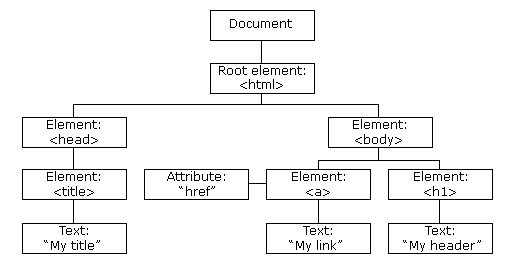 Document
Root element:
<html>
Element:
<head>
Element:
<body>
Element:
<title>
Attribute:
“href”
Element:
<a>
Element:
<h1>
Text:
“My title”
Text:
“My link”
Text:
“My header”